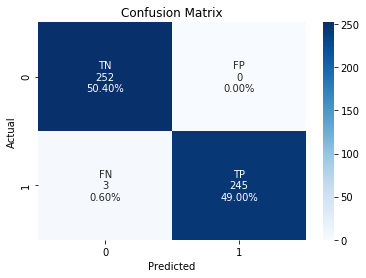 Confusion Matrix
TN
252
50.40%
FP
0
0.00%
FN
3
0.60%
TP
245
49.00%
0
1
Actual
0
1
Predicted
250
200
150
100
50
0